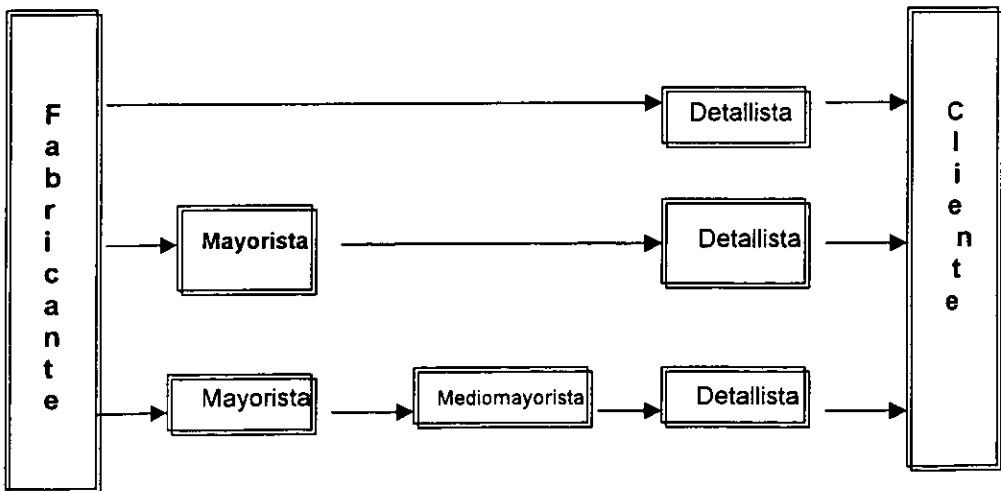 Fabricante
Detallista
Cliente
Mayorista
Detallista
Mayorista
Mediomayorista
Detallista